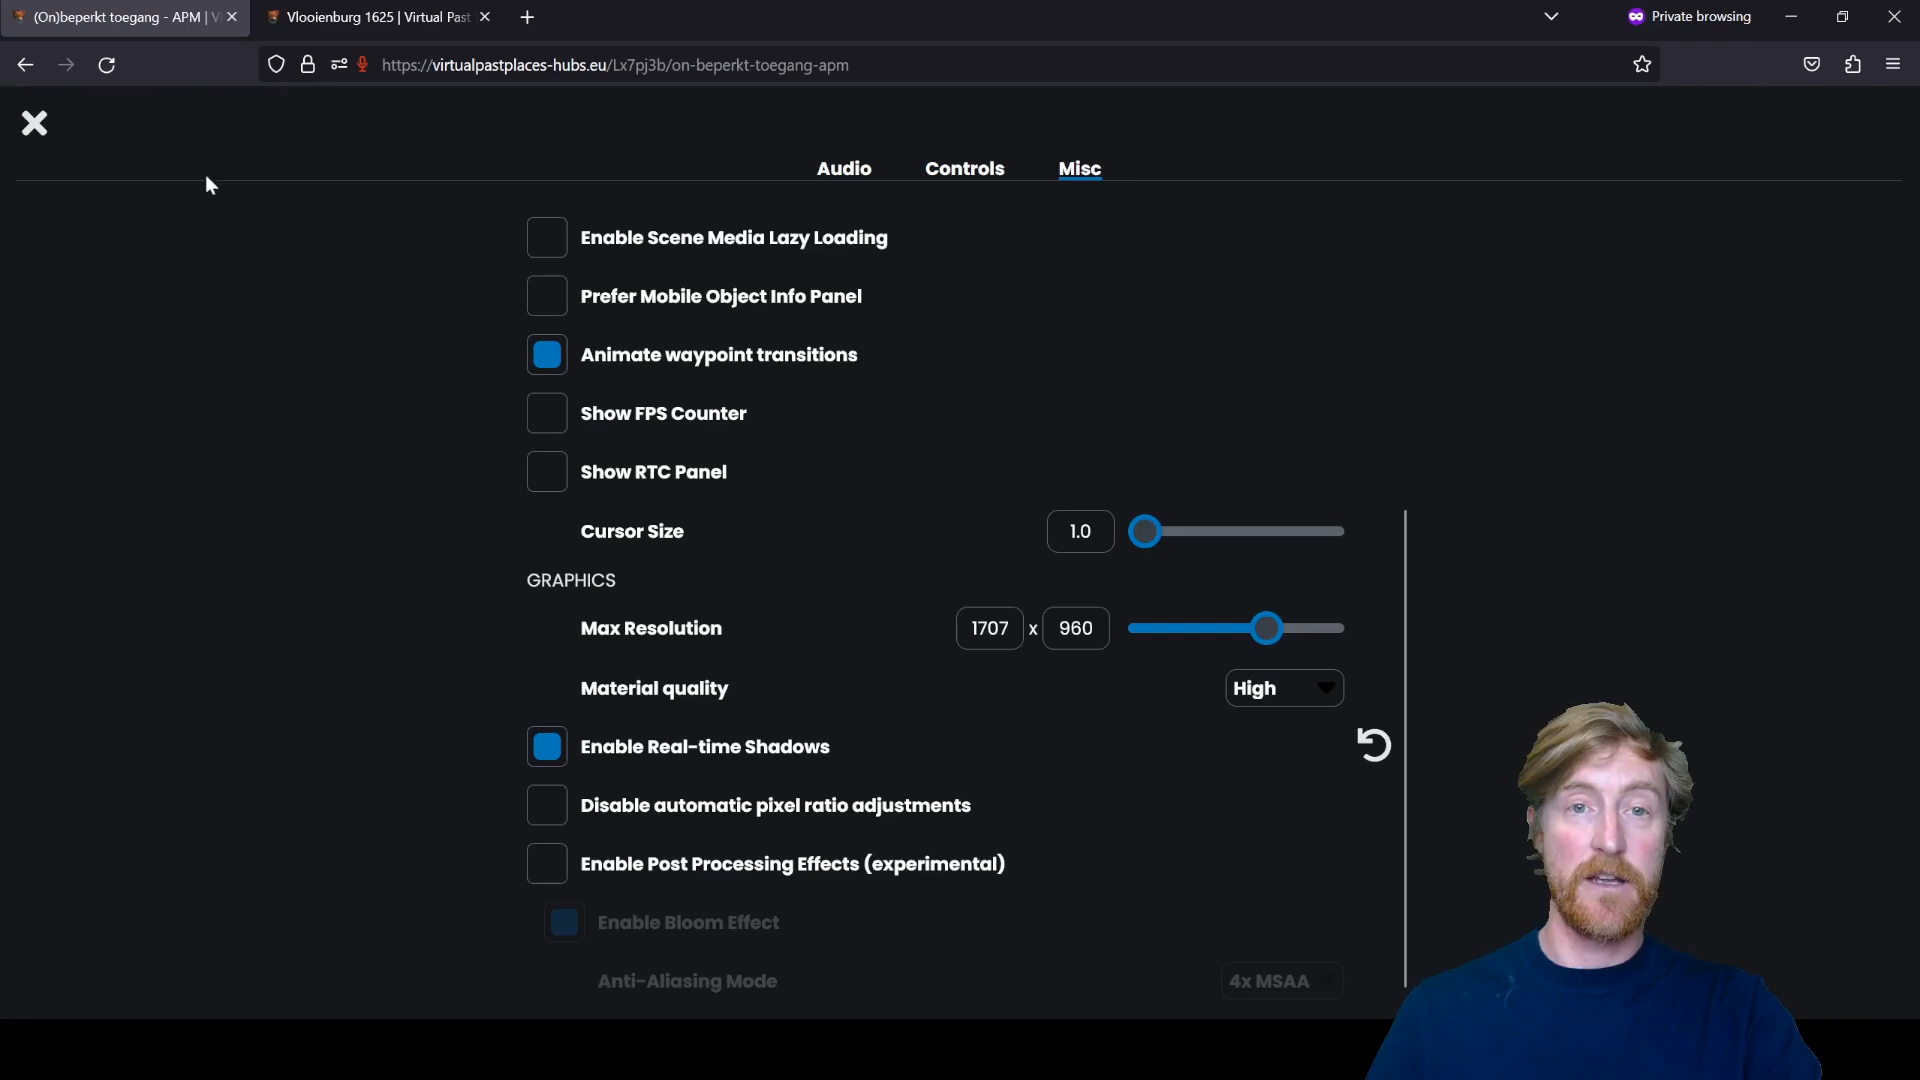 (On)beperkt toegang - APM | V
Vlooienburg 1625 | Virtual Past
Private browsing
https://virtualpastplaces-hubs.eu/Lx7pj3b/on-beperkt-toegang-apm
Audio Controls Misc
Enable Scene Media Lazy Loading
Prefer Mobile Object Info Panel
Animate waypoint transitions
Show FPS Counter
Show RTC Panel
Cursor Size 1.0
GRAPHICS
Max Resolution 1707 x 960
Material quality High
Enable Real-time Shadows
Disable automatic pixel ratio adjustments
Enable Post Processing Effects (experimental)
Enable Bloom Effect
Anti-Aliasing Mode 4x MSAA